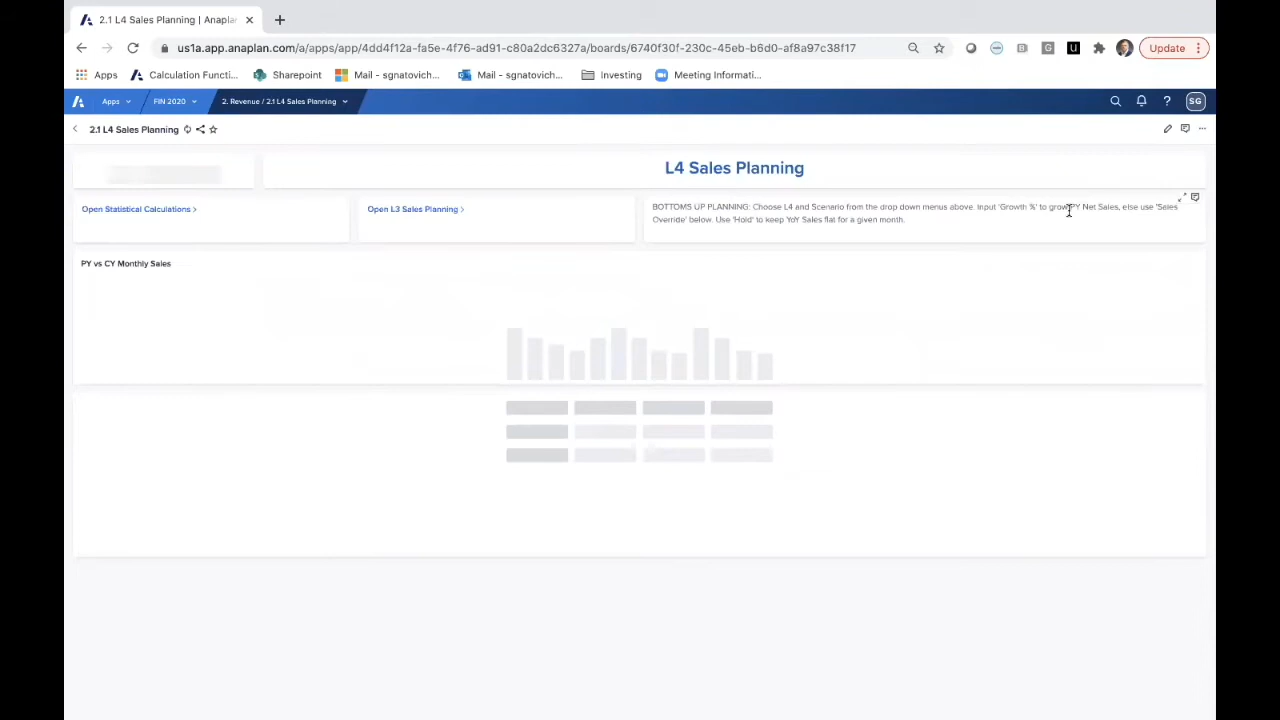 2.1 L4 Sales Planning | Anaplan
us1a.app.anaplan.com/a/apps/app/4dd4f12a-fa5e-4f76-ad91-c80a2dc6327a/boards/6740f30f-230c-45eb-b6d0-af8a97c38f17
Update
Apps
Calculation Functi...
Sharepoint
Mail - sgnatovich...
Mail - sgnatovich...
Investing
Meeting Informati...
Apps
FIN 2020
2. Revenue / 2.1 L4 Sales Planning
SG
2.1 L4 Sales Planning
L4 Sales Planning
Open Statistical Calculations >
Open L3 Sales Planning >
BOTTOMS UP PLANNING: Choose L4 and Scenario from the drop down menus above. Input 'Growth %' to grow PY Net Sales, else use 'Sales
Override' below. Use 'Hold' to keep YoY Sales flat for a given month.
PY vs CY Monthly Sales